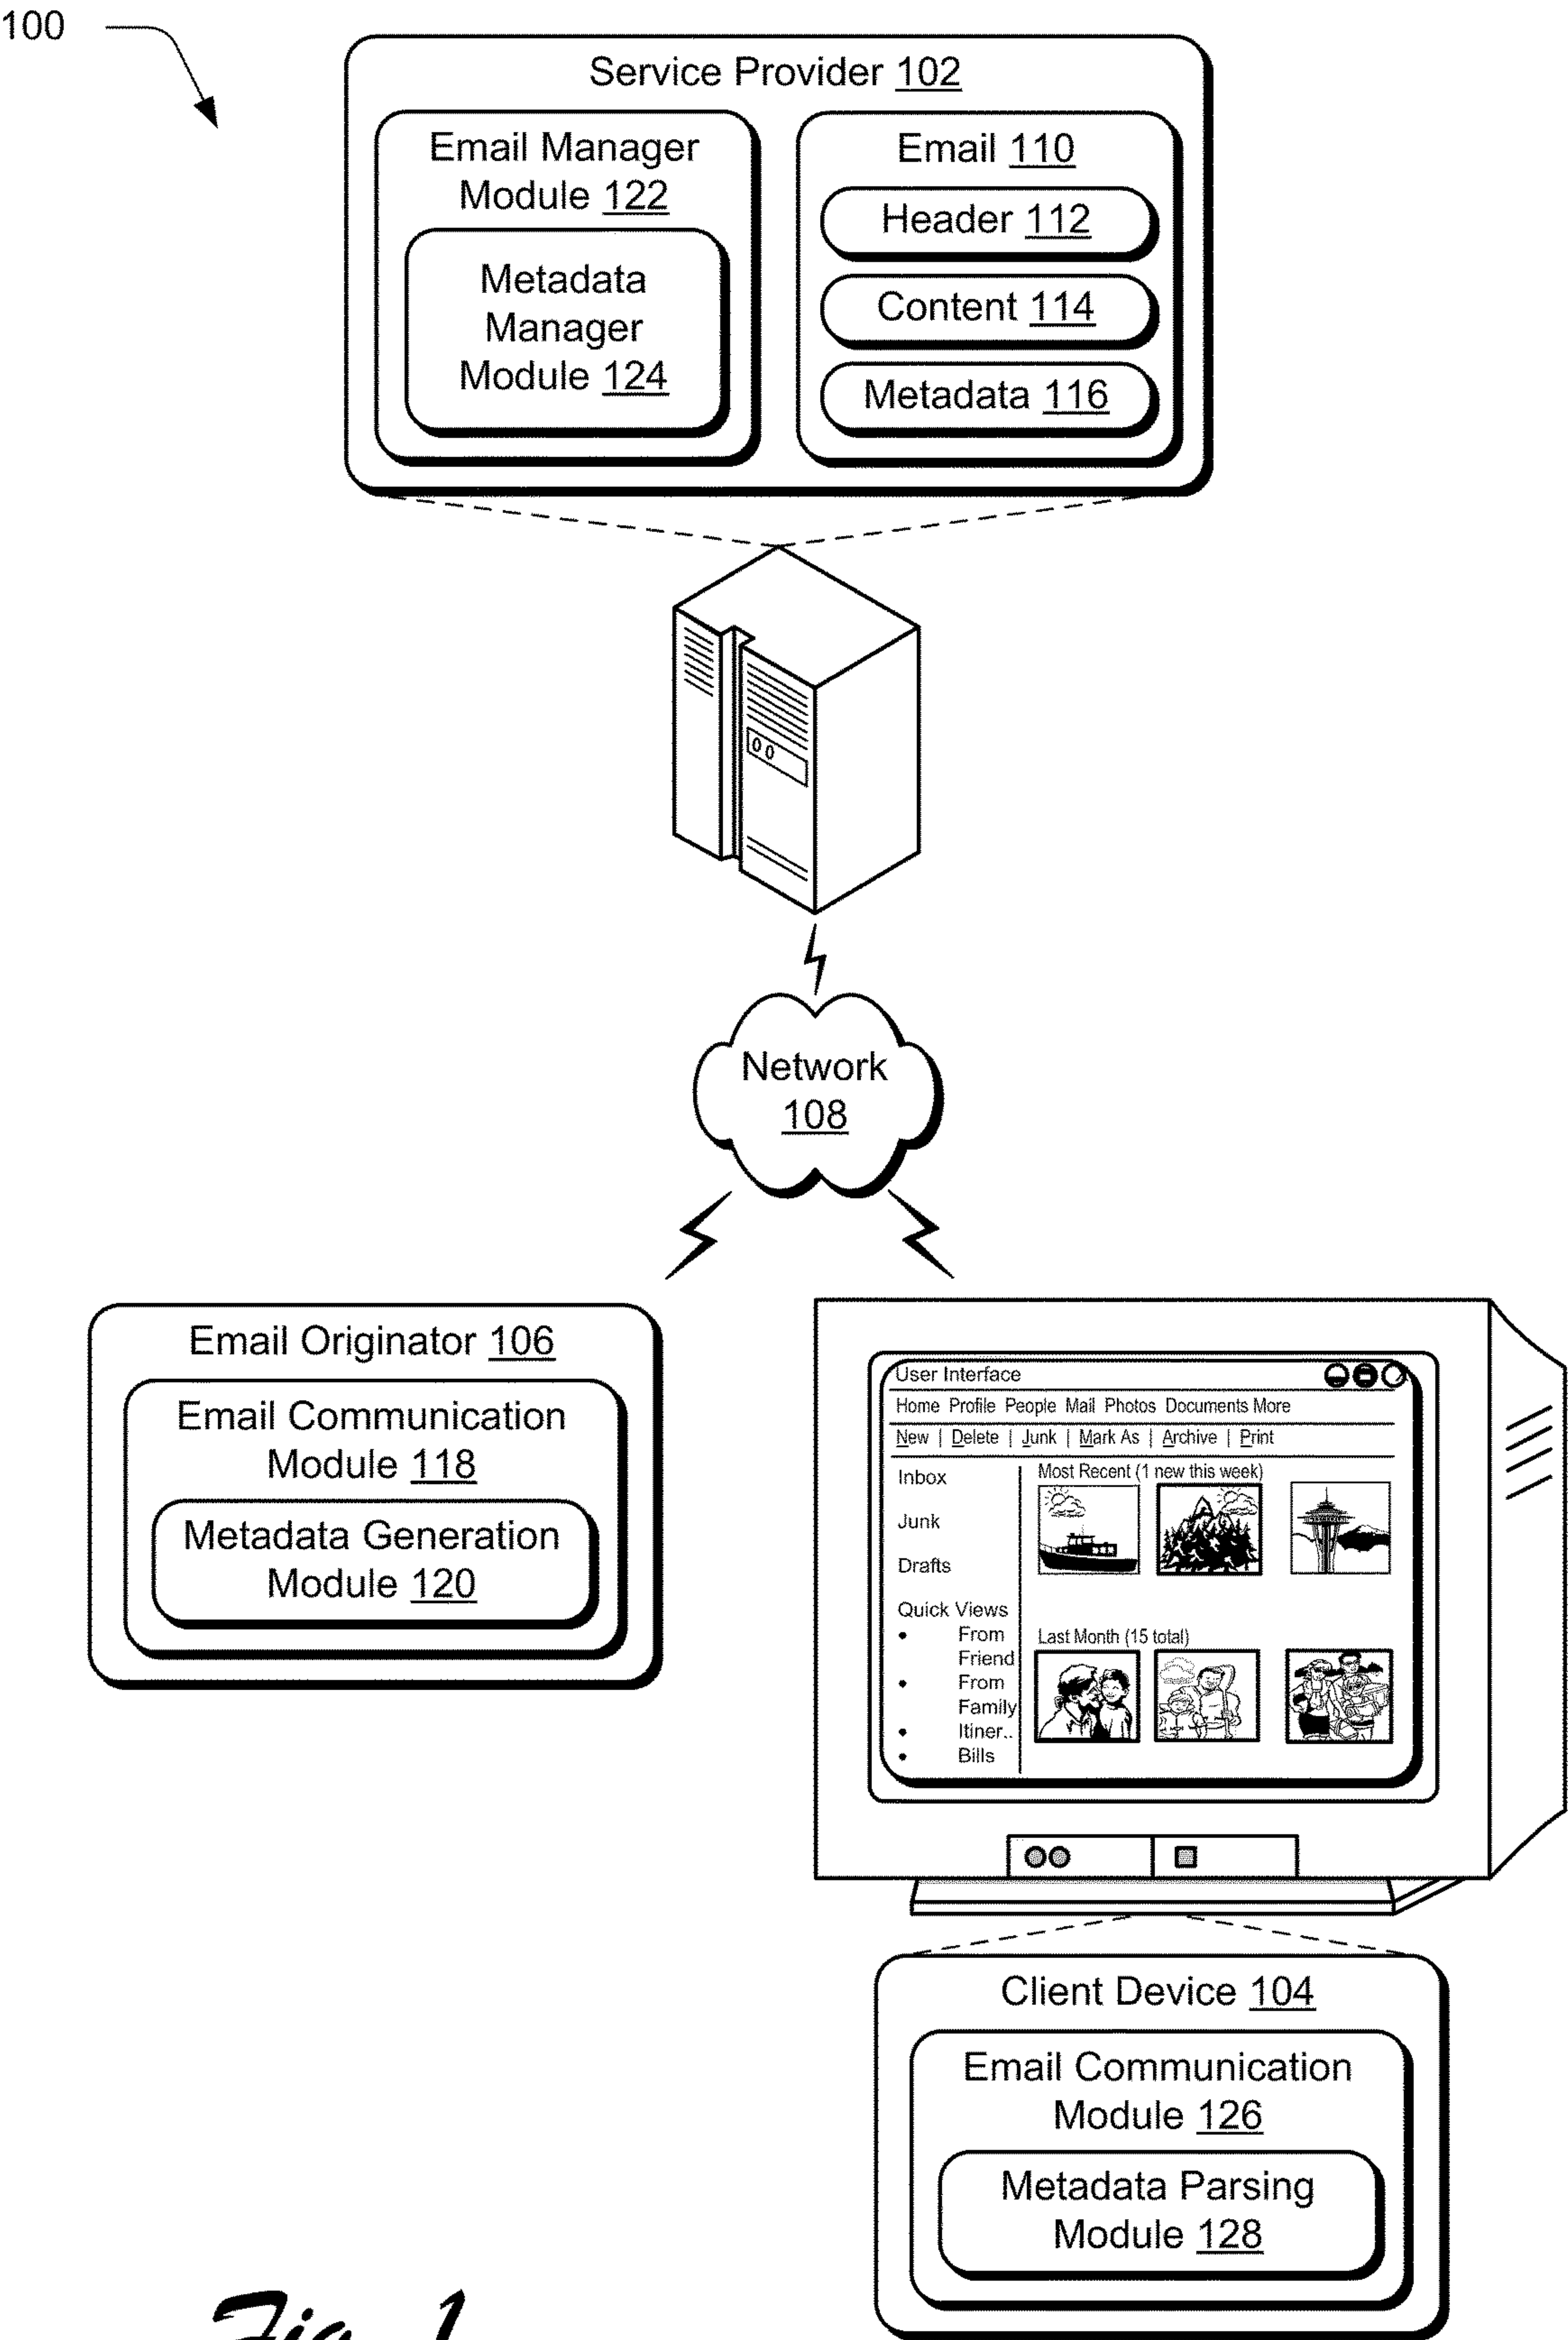 100
Service Provider 102
Email Manager
Module 122
Metadata
Manager
Module 124
Email 110
Header 112
Content 114
Metadata 116
Network
108
Email Originator 106
Email Communication
Module 118
Metadata Generation
Module 120
User Interface
Home Profile People Mail Photos Documents More
New | Delete | Junk | Mark As | Archive | Print
Inbox
Junk
Drafts
Quick Views
• From
Friend
• From
Family
• Itiner..
• Bills
Most Recent (1 new this week)
Last Month (15 total)
Client Device 104
Email Communication
Module 126
Metadata Parsing
Module 128
Fig. 1